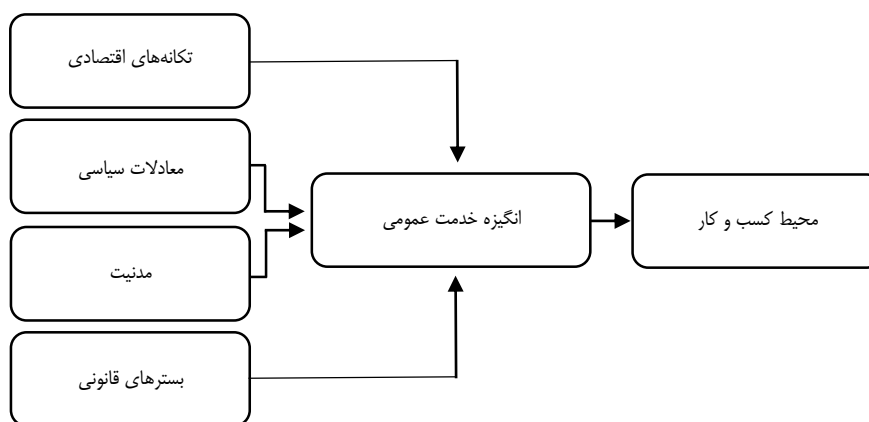 تکانه‌های اقتصادی
معادلات سیاسی
مدنیت
بسترهای قانونی
انگیزه خدمت عمومی
محیط کسب و کار